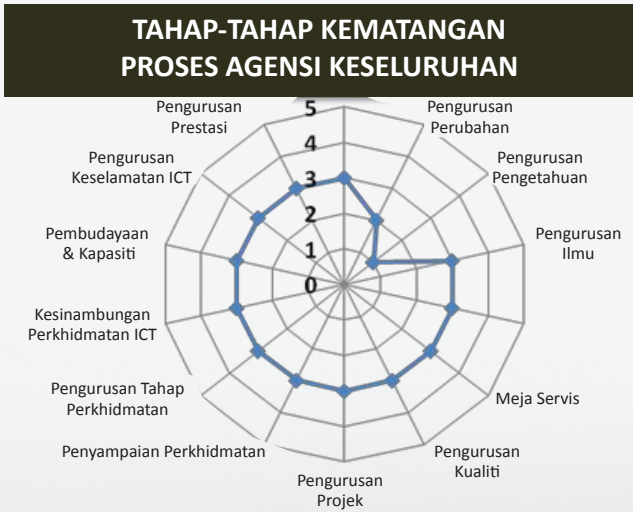 TAHAP-TAHAP KEMATANGAN
PROSES AGENSI KESELURUHAN
Pengurusan
Prestasi
5
Pengurusan
Perubahan
4
Pengurusan
Keselamatan ICT
Pengurusan
Pengetahuan
3
2
Pembudayaan
& Kapasiti
Pengurusan
Ilmu
1
0
Kesinambungan
Perkhidmatan ICT
Pengurusan Tahap
Perkhidmatan
Meja Servis
Penyampaian Perkhidmatan
Pengurusan
Kualiti
Pengurusan
Projek